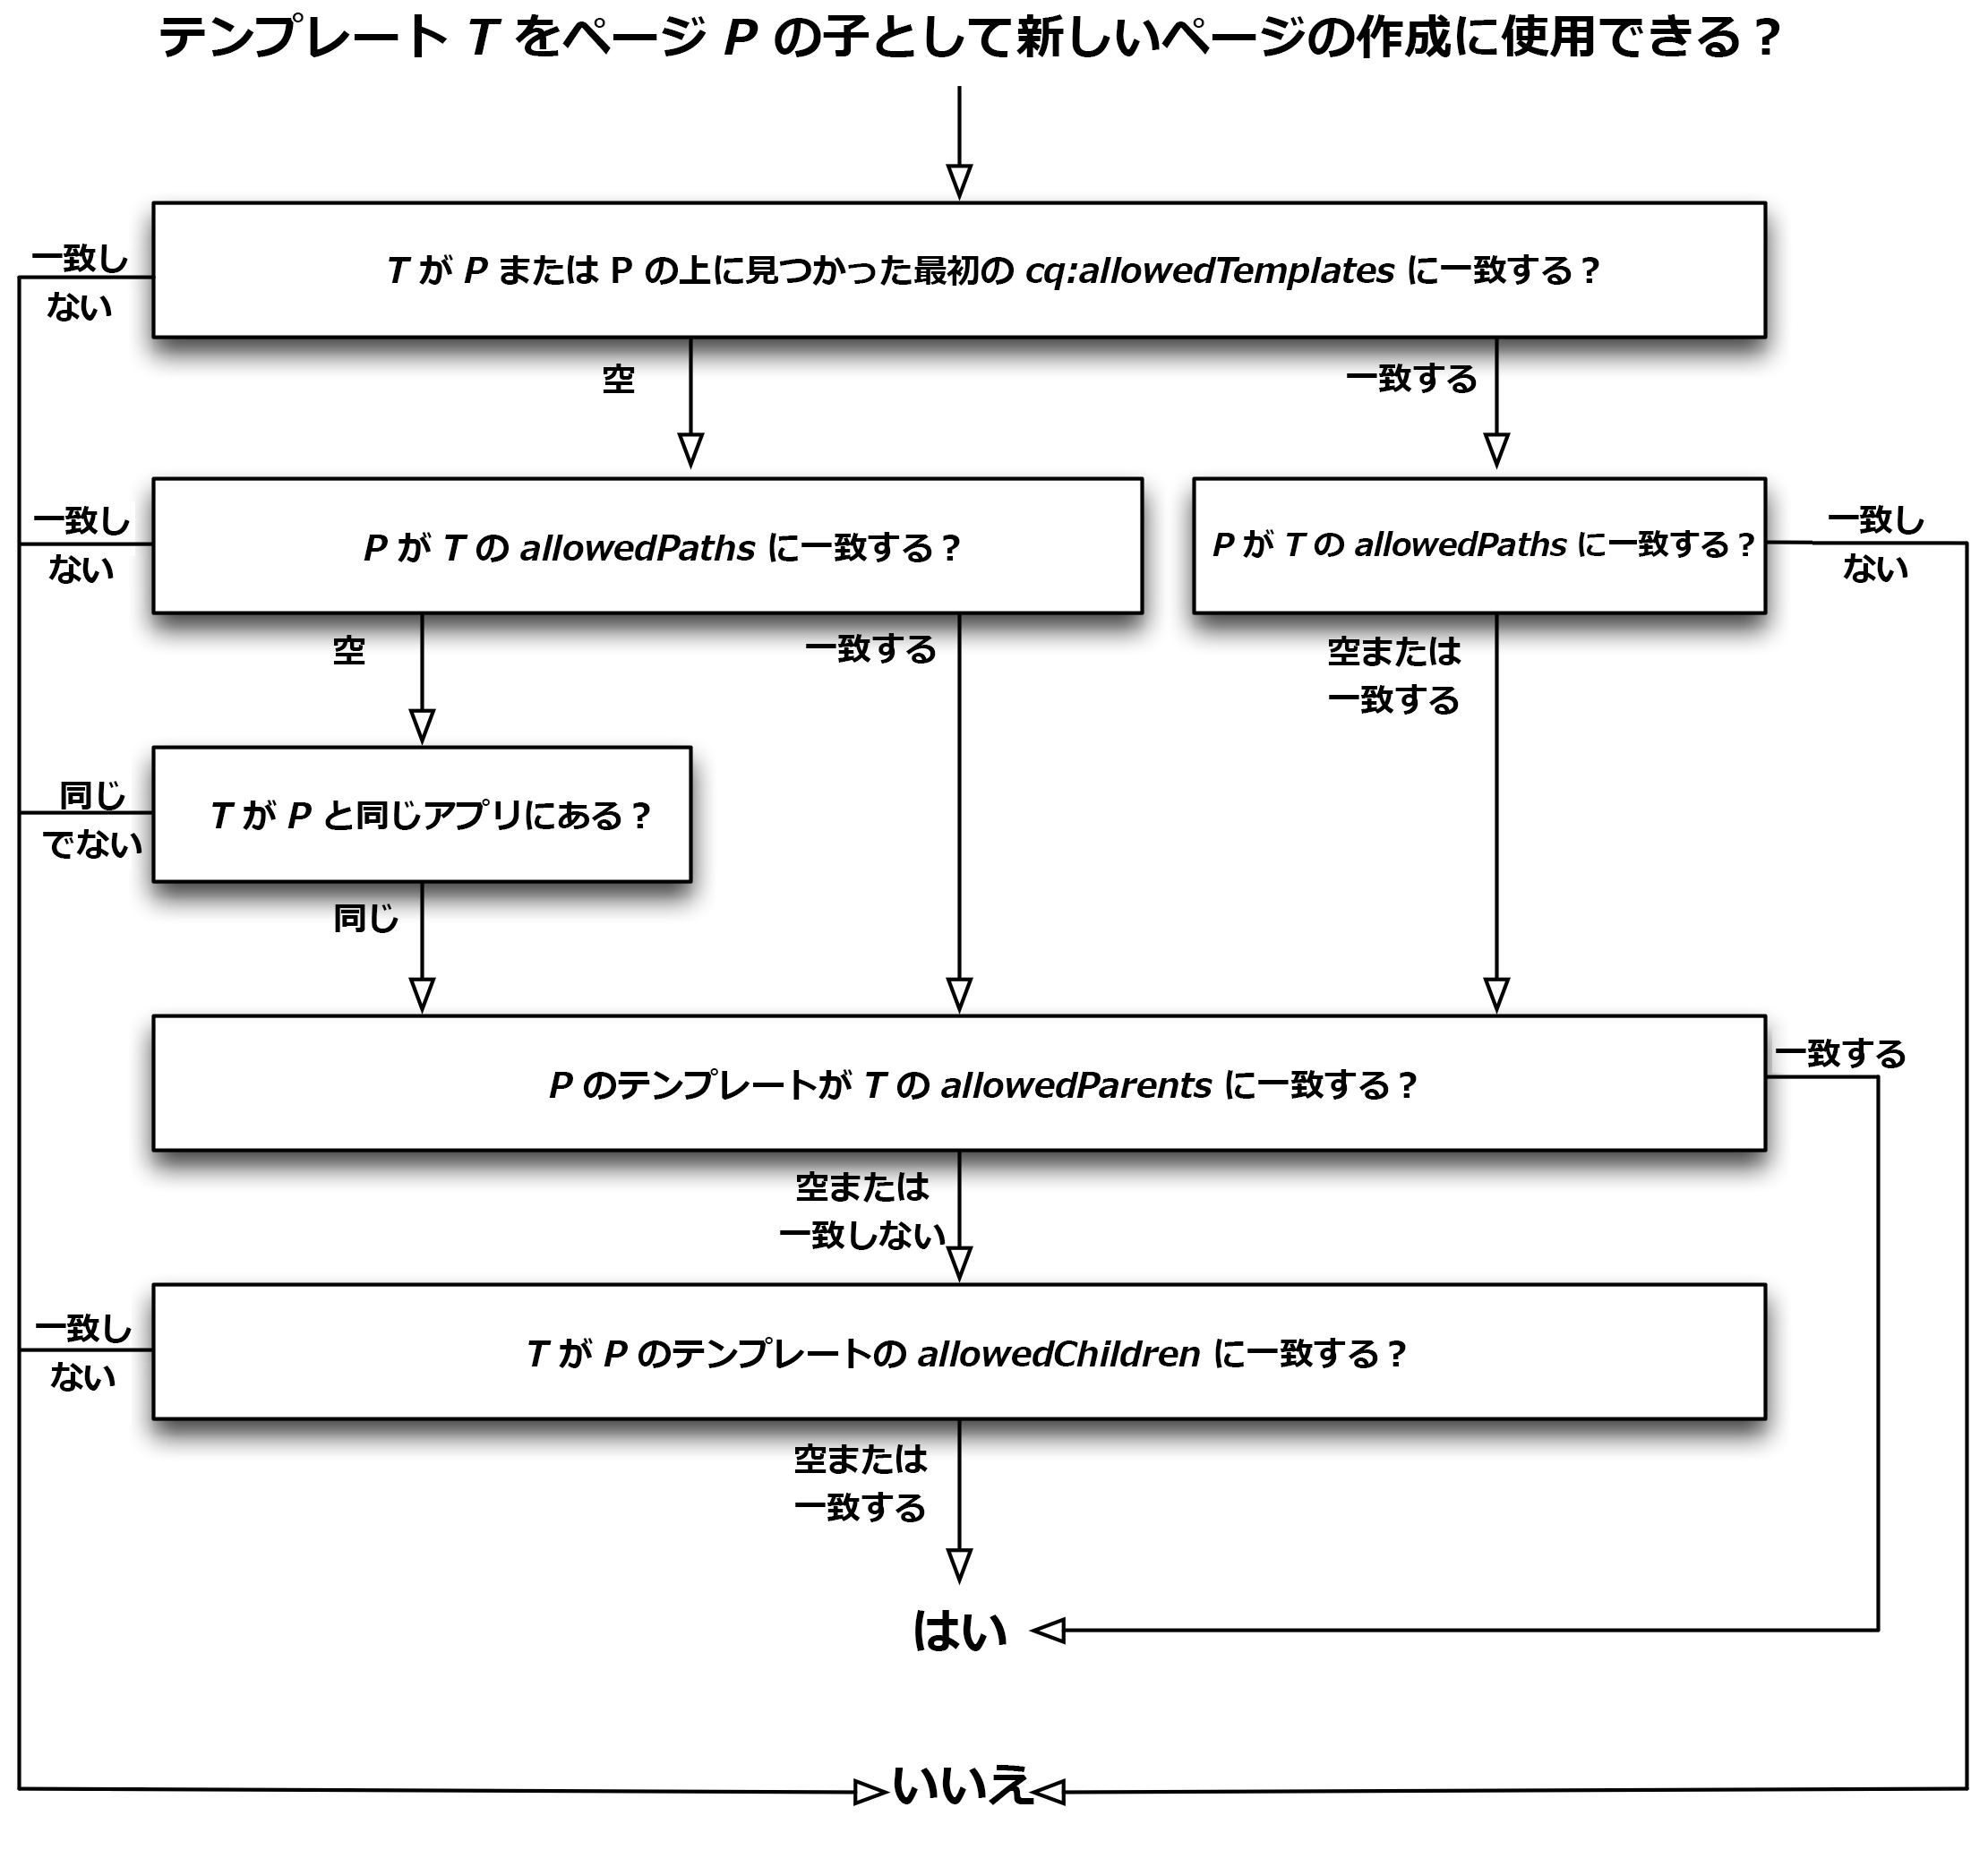 テンプレート T をページ P の子として新しいページの作成に使用できる？
一致し
ない
T が P または P の上に見つかった最初の cq:allowedTemplates に一致する？
空
一致する
一致し
ない
P が T の allowedPaths に一致する？
P が T の allowedPaths に一致する？
一致し
ない
空
一致する
空または
一致する
同じ
でない
T が P と同じアプリにある？
同じ
P のテンプレートが T の allowedParents に一致する？
一致する
空または
一致しない
一致し
ない
T が P のテンプレートの allowedChildren に一致する？
空または
一致する
はい
いいえ